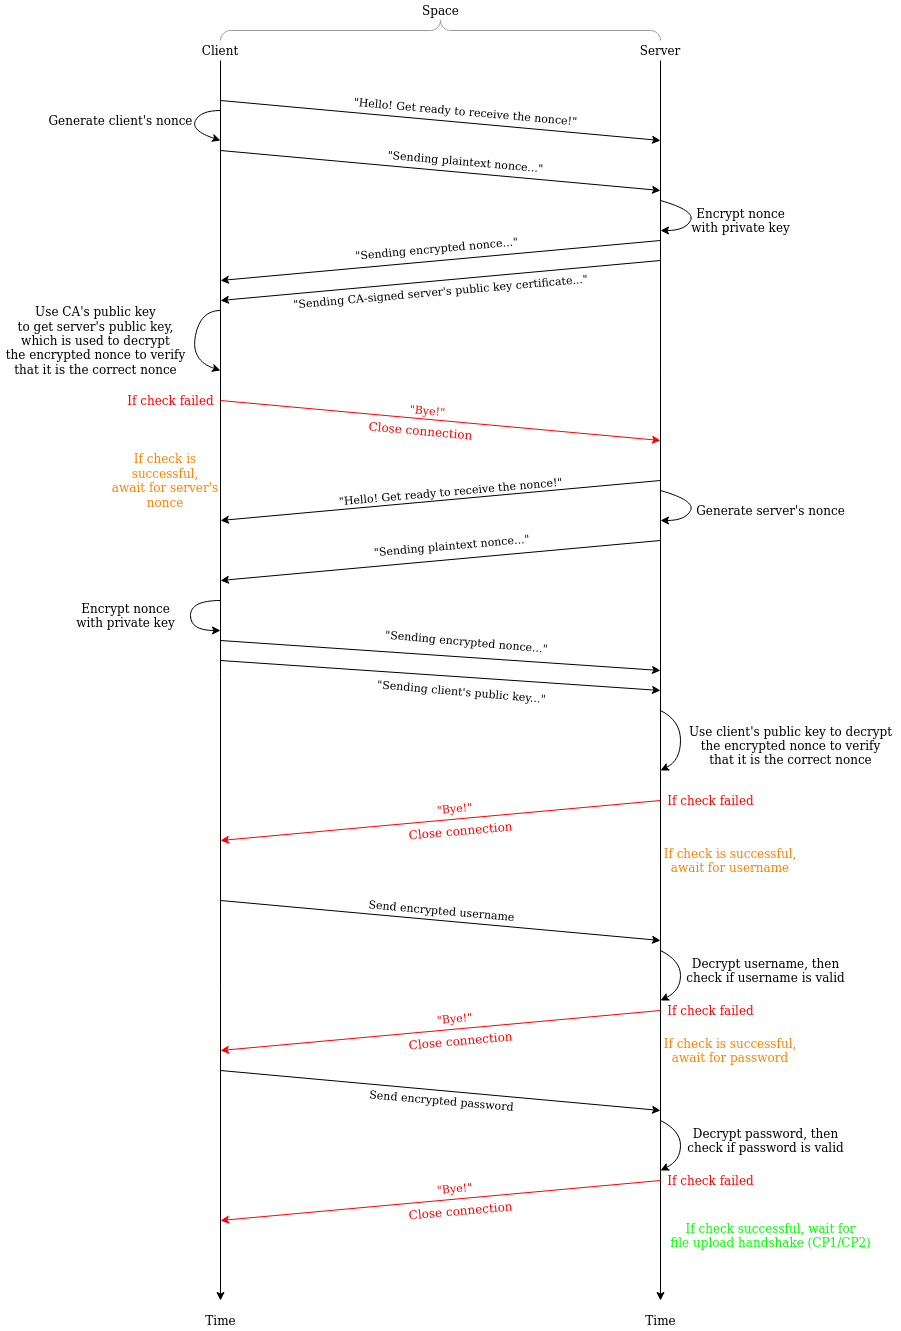 Space
Client
Server
"Hello! Get ready to receive the nonce!"
Generate client's nonce
"Sending plaintext nonce..."
Encrypt nonce
with private key
"Sending encrypted nonce..."
"Sending CA-signed server's public key certificate..."
Use CA's public key
to get server's public key,
which is used to decrypt
the encrypted nonce to verify
that it is the correct nonce
If check failed
"Bye!"
Close connection
If check is
successful,
await for server's
nonce
"Hello! Get ready to receive the nonce!"
Generate server's nonce
"Sending plaintext nonce..."
Encrypt nonce
with private key
"Sending encrypted nonce..."
"Sending client's public key..."
Use client's public key to decrypt
the encrypted nonce to verify
that it is the correct nonce
If check failed
"Bye!"
Close connection
If check is successful,
await for username
Send encrypted username
Decrypt username, then
check if username is valid
If check failed
"Bye!"
Close connection
If check is successful,
await for password
Send encrypted password
Decrypt password, then
check if password is valid
If check failed
"Bye!"
Close connection
If check successful, wait for
file upload handshake (CP1/CP2)
Time
Time